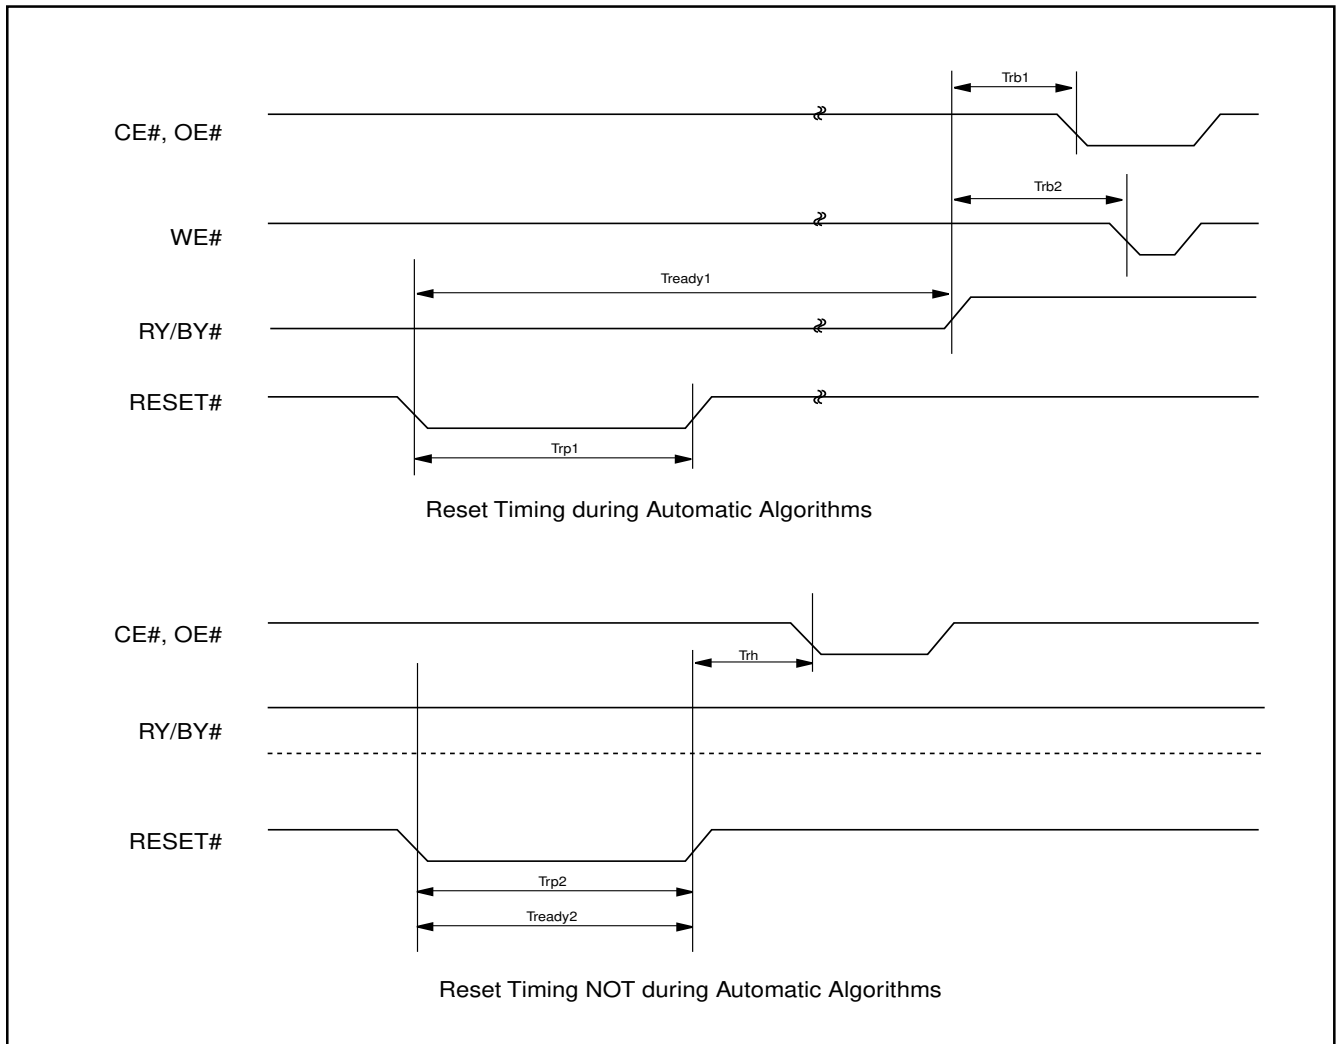 Trb1
CE#, OE#
Trb2
WE#
Tready1
RY/BY#
RESET#
Trp1
Reset Timing during Automatic Algorithms
CE#, OE#
Trh
RY/BY#
RESET#
Trp2
Tready2
Reset Timing NOT during Automatic Algorithms